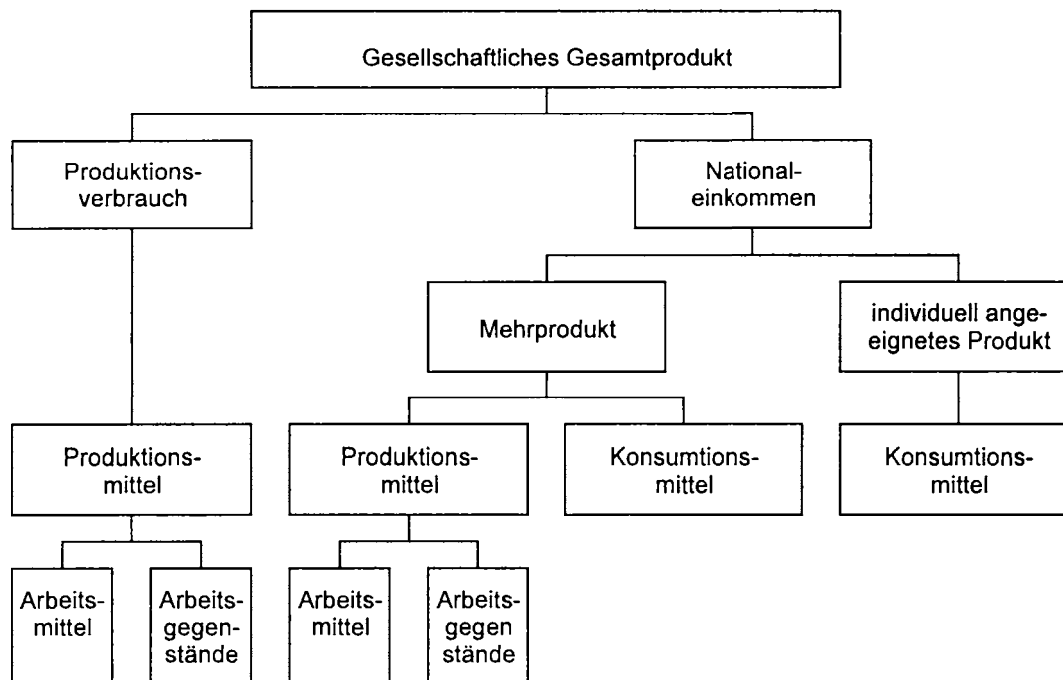 Gesellschaftliches Gesamtprodukt
Produktions-
verbrauch
National-
einkommen
Mehrprodukt
individuell ange-
eignetes Produkt
Produktions-
mittel
Produktions-
mittel
Konsumtions-
mittel
Konsumtions-
mittel
Arbeits-
mittel
Arbeits-
gegen-
stände
Arbeits-
mittel
Arbeits-
gegen
stände